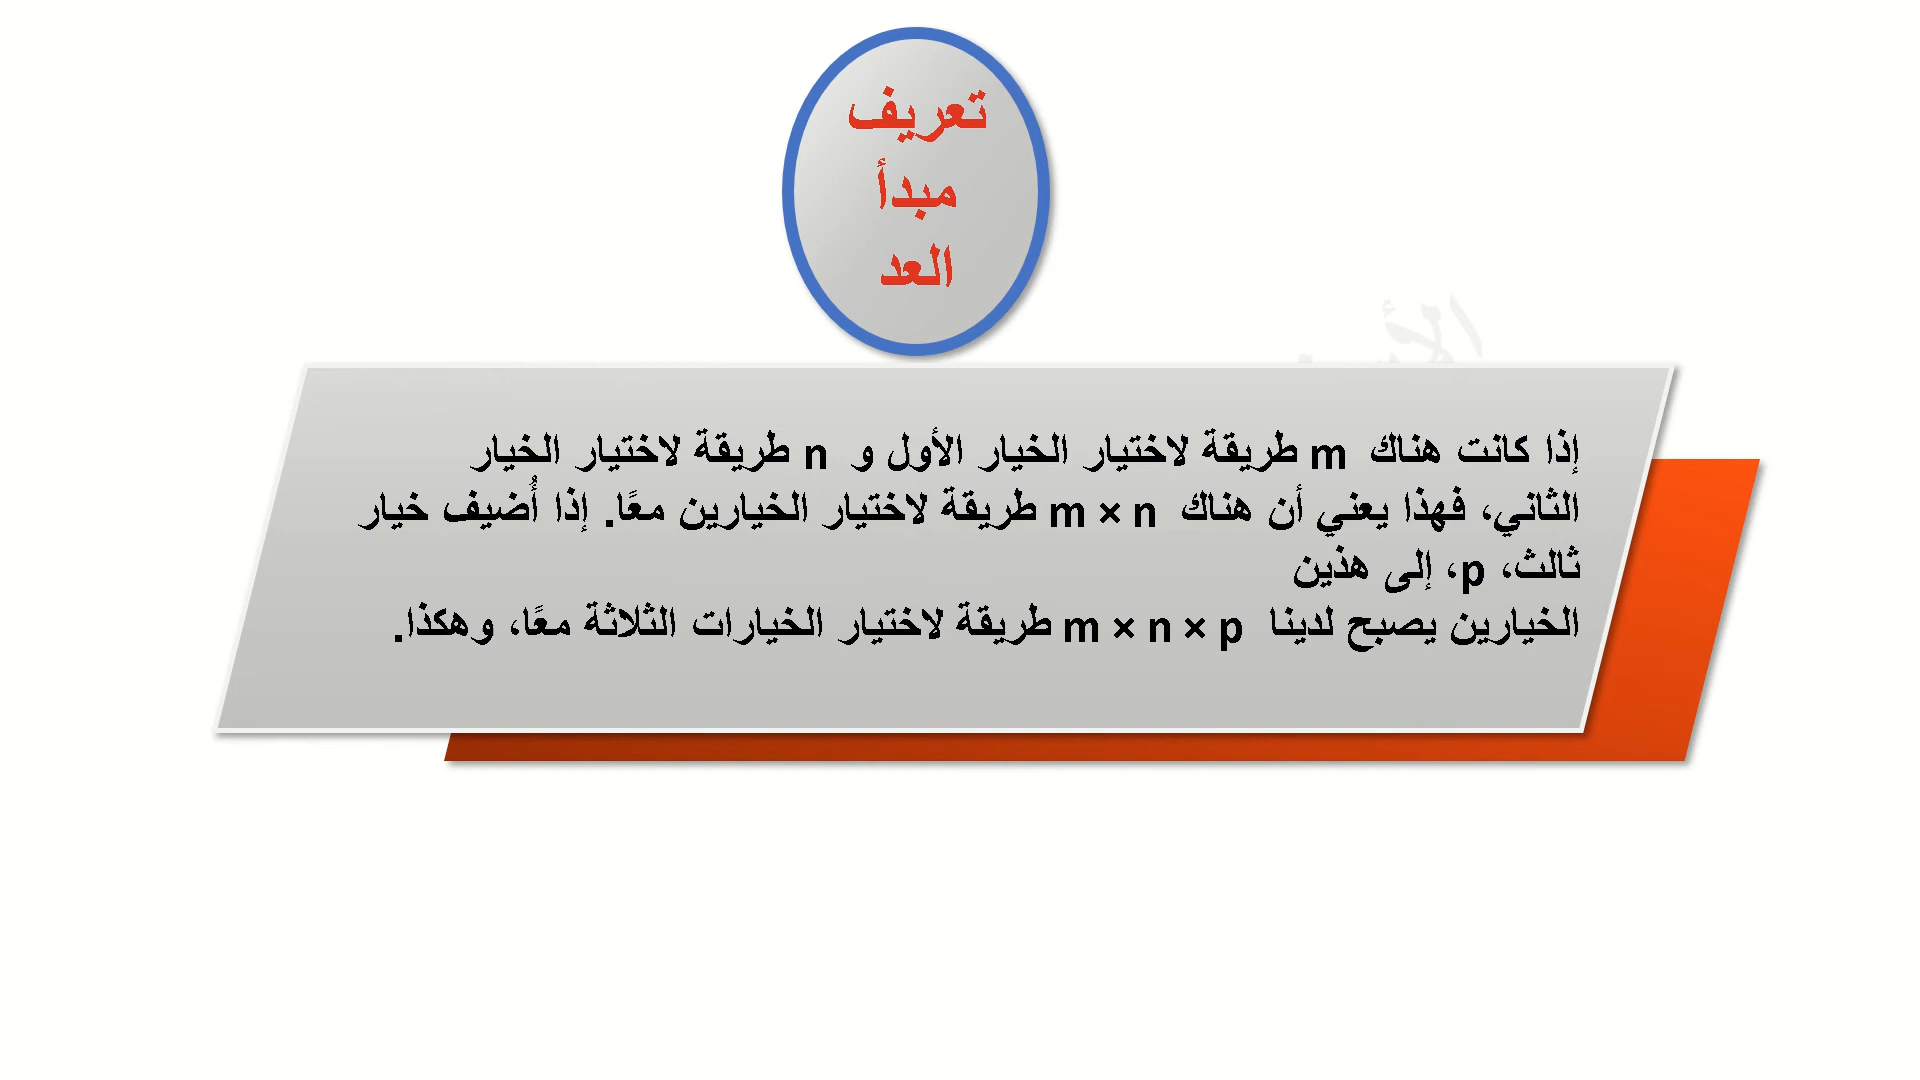 تعريف
مبدأ
العد
إذا كانت هناك m طريقة لاختيار الخيار الأول و n طريقة لاختيار الخيار
الثاني، فهذا يعني أن هناك m × n طريقة لاختيار الخيارين معًا. إذا أُضيف خيار
ثالث، p، إلى هذين
الخيارين يصبح لدينا m × n × p طريقة لاختيار الخيارات الثلاثة معًا، وهكذا.